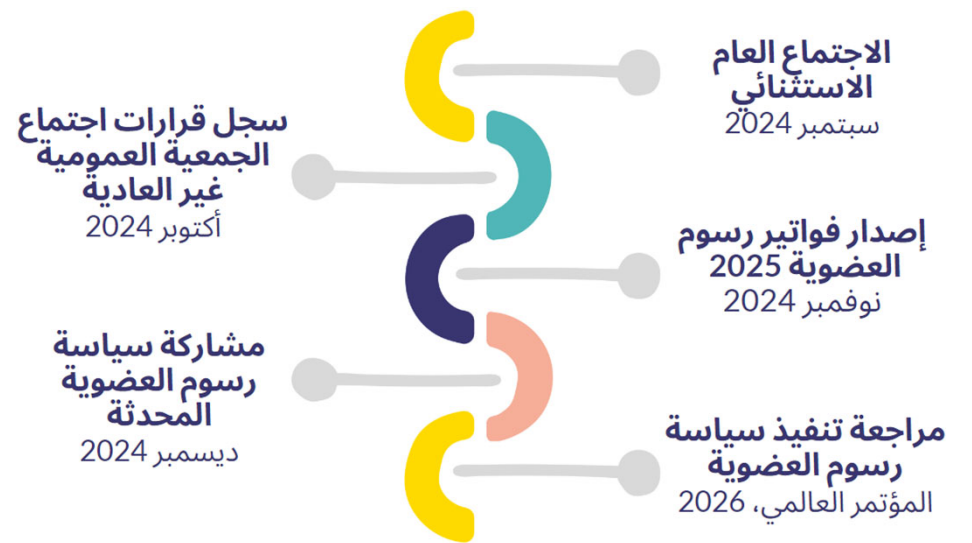 الاجتماع العام
الاستثنائي
سبتمبر 2024
سجل قرارات اجتماع
الجمعية العمومية
غير العادية
أكتوبر 2024
إصدار فواتير رسوم
العضوية 2025
نوفمبر 2024
مشاركة سياسة
رسوم العضوية
المحدثة
ديسمبر 2024
مراجعة تنفيذ سياسة
رسوم العضوية
المؤتمر العالمي، 2026